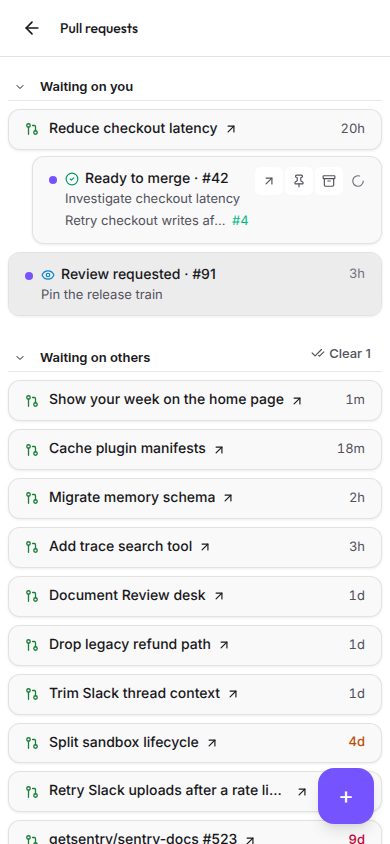 Pull requests
Waiting on you
Reduce checkout latency 20h
Ready to merge · #42
Investigate checkout latency
Retry checkout writes af... #4
Review requested · #91 3h
Pin the release train
Waiting on others Clear 1
Show your week on the home page 1m
Cache plugin manifests 18m
Migrate memory schema 2h
Add trace search tool 3h
Document Review desk 1d
Drop legacy refund path 1d
Trim Slack thread context 1d
Split sandbox lifecycle 4d
Retry Slack uploads after a rate li...
getsentry/sentry-docs #523 9d